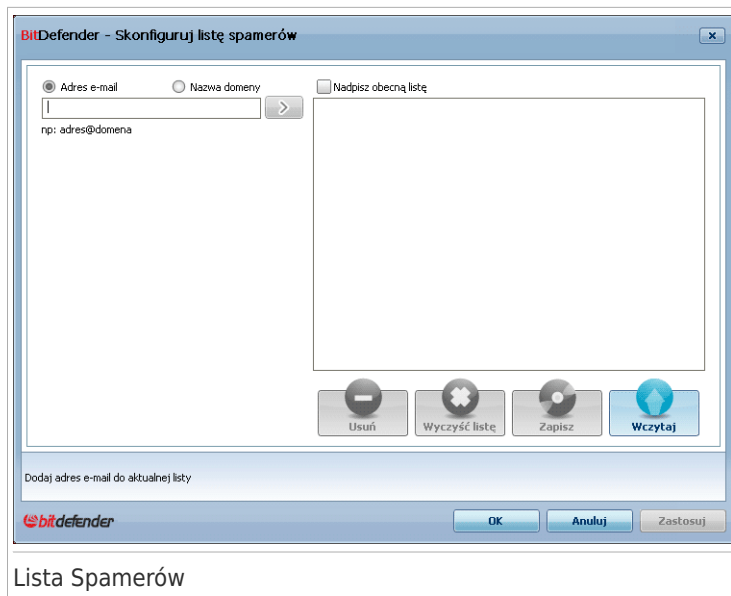 BitDefender - Skonfiguruj listę spamerów
Adres e-mail
Nazwa domeny
Nadpisz obecną listę
np: adres@domena
Usuń
Wyczyść listę
Zapisz
Wczytaj
Dodaj adres e-mail do aktualnej listy
bitdefender
OK
Anuluj
Zastosuj
Lista Spamerów